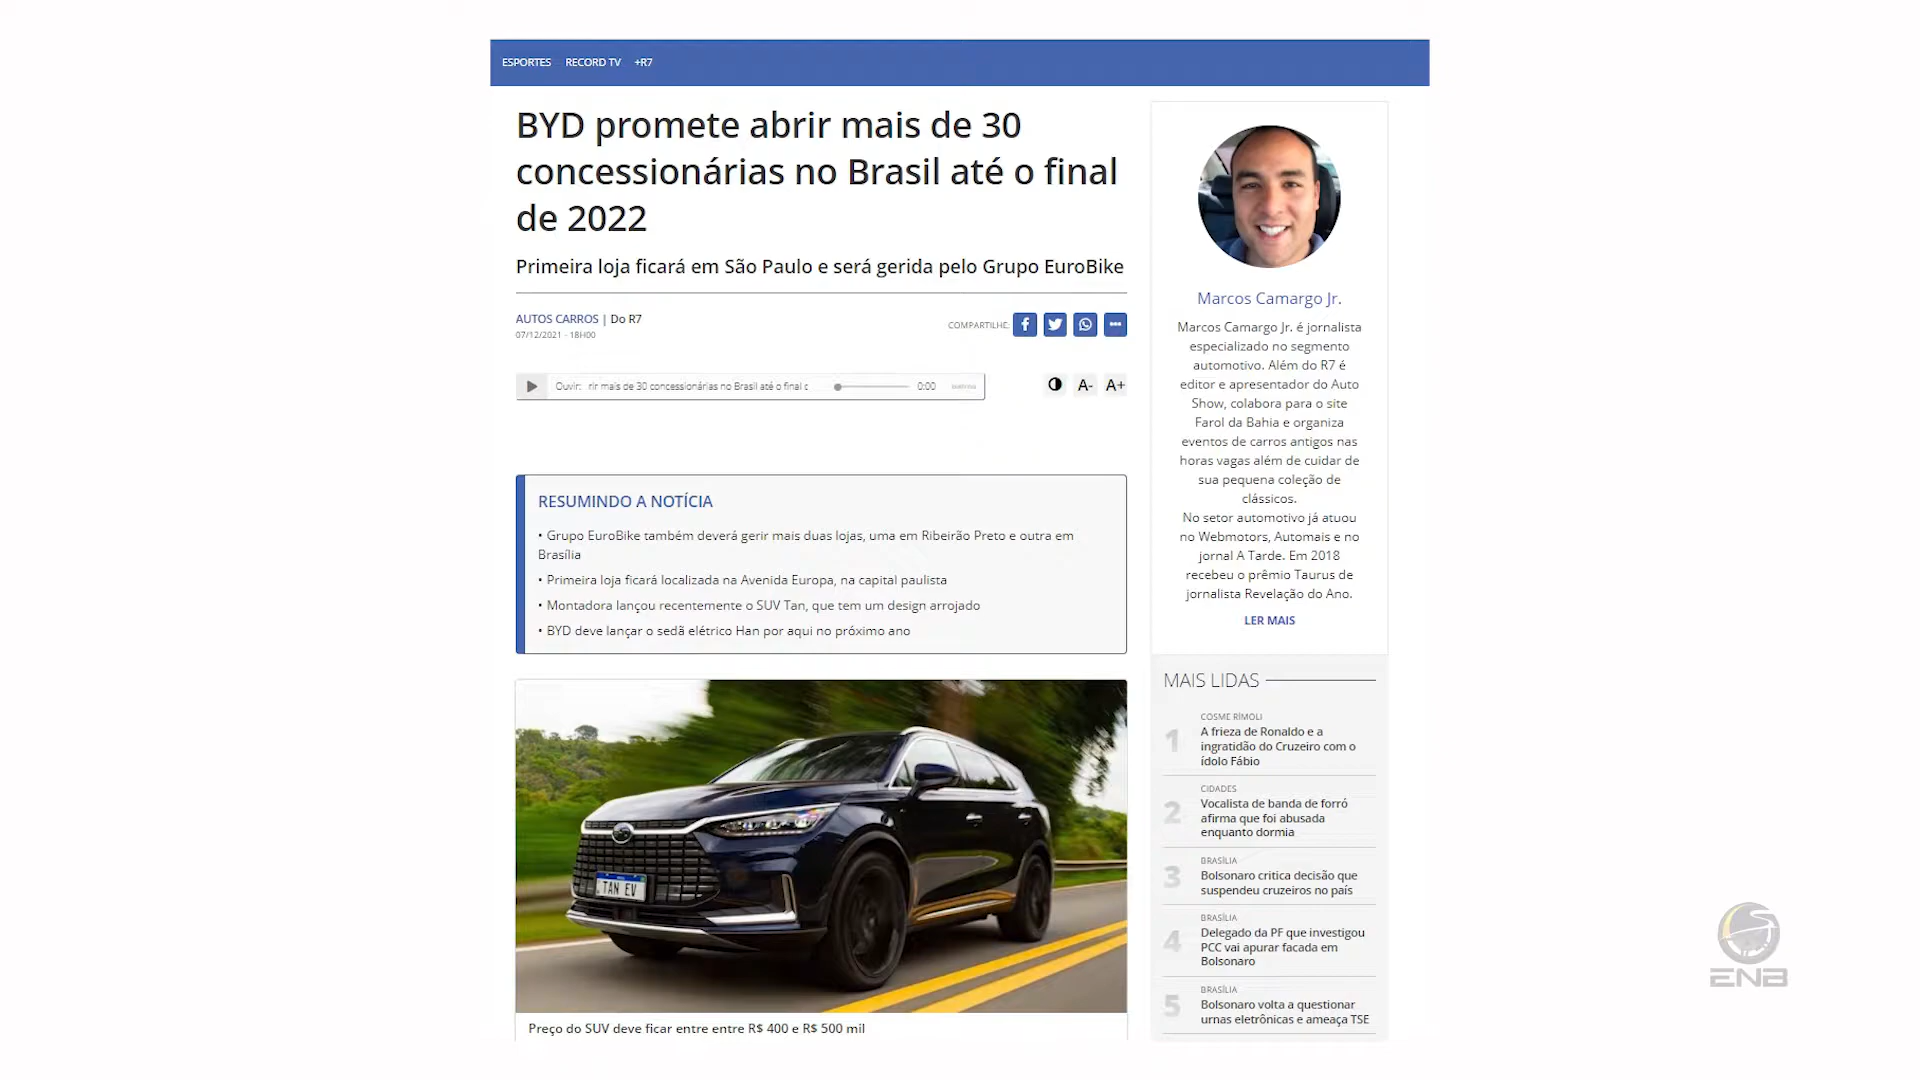 ESPORTES RECORD TV +R7
BYD promete abrir mais de 30
concessionárias no Brasil até o final
de 2022
Primeira loja ficará em São Paulo e será gerida pelo Grupo EuroBike
AUTOS CARROS | Do R7
07/12/2021 - 18H00
COMPARTILHE:
Ouvir: rir mais de 30 concessionárias no Brasil até o final c 0:00
A- A+
RESUMINDO A NOTÍCIA
• Grupo EuroBike também deverá gerir mais duas lojas, uma em Ribeirão Preto e outra em
Brasília
• Primeira loja ficará localizada na Avenida Europa, na capital paulista
• Montadora lançou recentemente o SUV Tan, que tem um design arrojado
• BYD deve lançar o sedã elétrico Han por aqui no próximo ano
TAN EV
Preço do SUV deve ficar entre entre R$ 400 e R$ 500 mil
Marcos Camargo Jr.
Marcos Camargo Jr. é jornalista
especializado no segmento
automotivo. Além do R7 é
editor e apresentador do Auto
Show, colabora para o site
Farol da Bahia e organiza
eventos de carros antigos nas
horas vagas além de cuidar de
sua pequena coleção de
clássicos.
No setor automotivo já atuou
no Webmotors, Automais e no
jornal A Tarde. Em 2018
recebeu o prêmio Taurus de
jornalista Revelação do Ano.
LER MAIS
MAIS LIDAS
1
COSME RÍMOLI
A frieza de Ronaldo e a
ingratidão do Cruzeiro com o
ídolo Fábio
2
CIDADES
Vocalista de banda de forró
afirma que foi abusada
enquanto dormia
3
BRASÍLIA
Bolsonaro critica decisão que
suspendeu cruzeiros no país
4
BRASÍLIA
Delegado da PF que investigou
PCC vai apurar facada em
Bolsonaro
5
BRASÍLIA
Bolsonaro volta a questionar
urnas eletrônicas e ameaça TSE
ENB